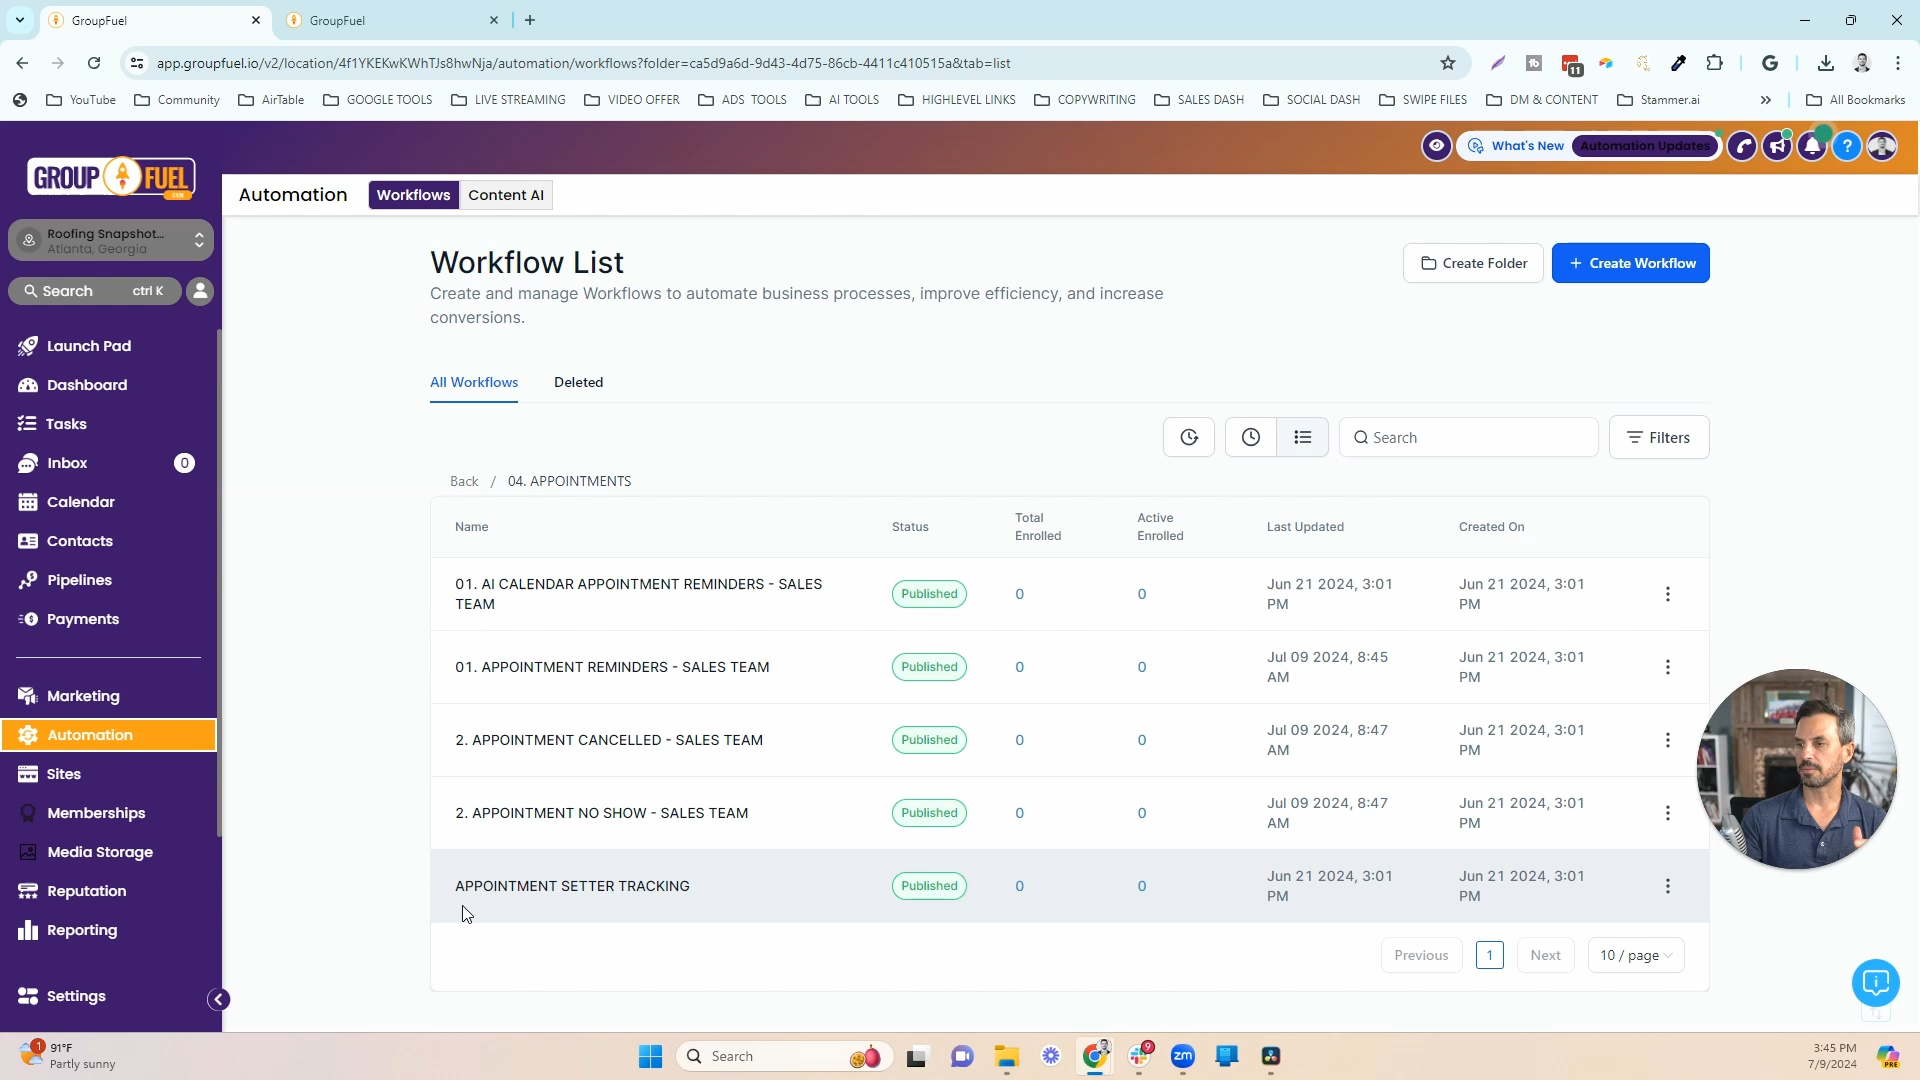 GroupFuel
GroupFuel
app.groupfuel.io/v2/location/4f1YKEKwKWhTJs8hwNja/automation/workflows?folder=ca5d9a6d-9d43-4d75-86cb-4411c410515a&tab=list
11
YouTube
Community
AirTable
GOOGLE TOOLS
LIVE STREAMING
VIDEO OFFER
ADS TOOLS
AI TOOLS
HIGHLEVEL LINKS
COPYWRITING
SALES DASH
SOCIAL DASH
SWIPE FILES
DM & CONTENT
Stammer.ai
All Bookmarks
What's New
Automation Updates
GROUP FUEL
.COM
Roofing Snapshot...
Atlanta, Georgia
Search
ctrl K
Launch Pad
Dashboard
Tasks
Inbox
0
Calendar
Contacts
Pipelines
Payments
Marketing
Automation
Sites
Memberships
Media Storage
Reputation
Reporting
Settings
Automation
Workflows
Content AI
Workflow List
Create and manage Workflows to automate business processes, improve efficiency, and increase
conversions.
Create Folder
+ Create Workflow
All Workflows
Deleted
Search
Filters
Back / 04. APPOINTMENTS
Name
Status
Total
Enrolled
Active
Enrolled
Last Updated
Created On
01. AI CALENDAR APPOINTMENT REMINDERS - SALES
TEAM
Published
0
0
Jun 21 2024, 3:01
PM
Jun 21 2024, 3:01
PM
01. APPOINTMENT REMINDERS - SALES TEAM
Published
0
0
Jul 09 2024, 8:45
AM
Jun 21 2024, 3:01
PM
2. APPOINTMENT CANCELLED - SALES TEAM
Published
0
0
Jul 09 2024, 8:47
AM
Jun 21 2024, 3:01
PM
2. APPOINTMENT NO SHOW - SALES TEAM
Published
0
0
Jul 09 2024, 8:47
AM
Jun 21 2024, 3:01
PM
APPOINTMENT SETTER TRACKING
Published
0
0
Jun 21 2024, 3:01
PM
Jun 21 2024, 3:01
PM
Previous
1
Next
10 / page
1
91°F
Partly sunny
Search
9
zm
3:45 PM
7/9/2024
PRE